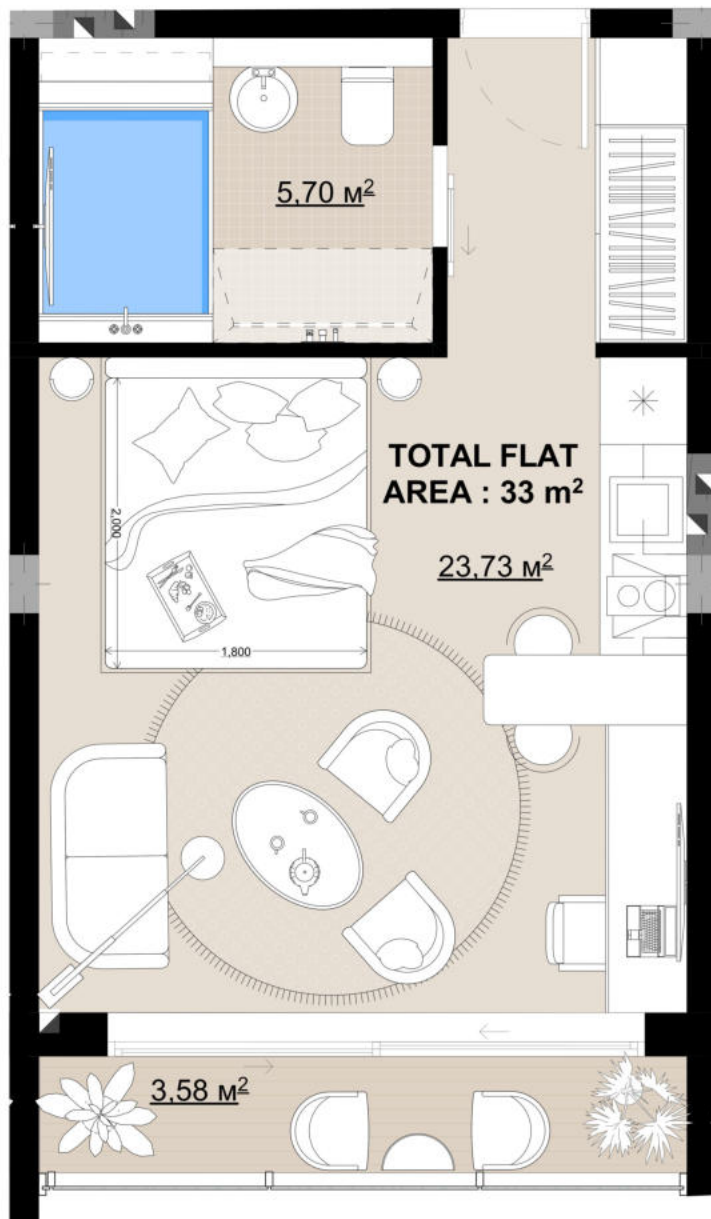 5,70 м²
TOTAL FLAT
AREA : 33 m²
2,000
23,73 м²
1,800
3,58 м²